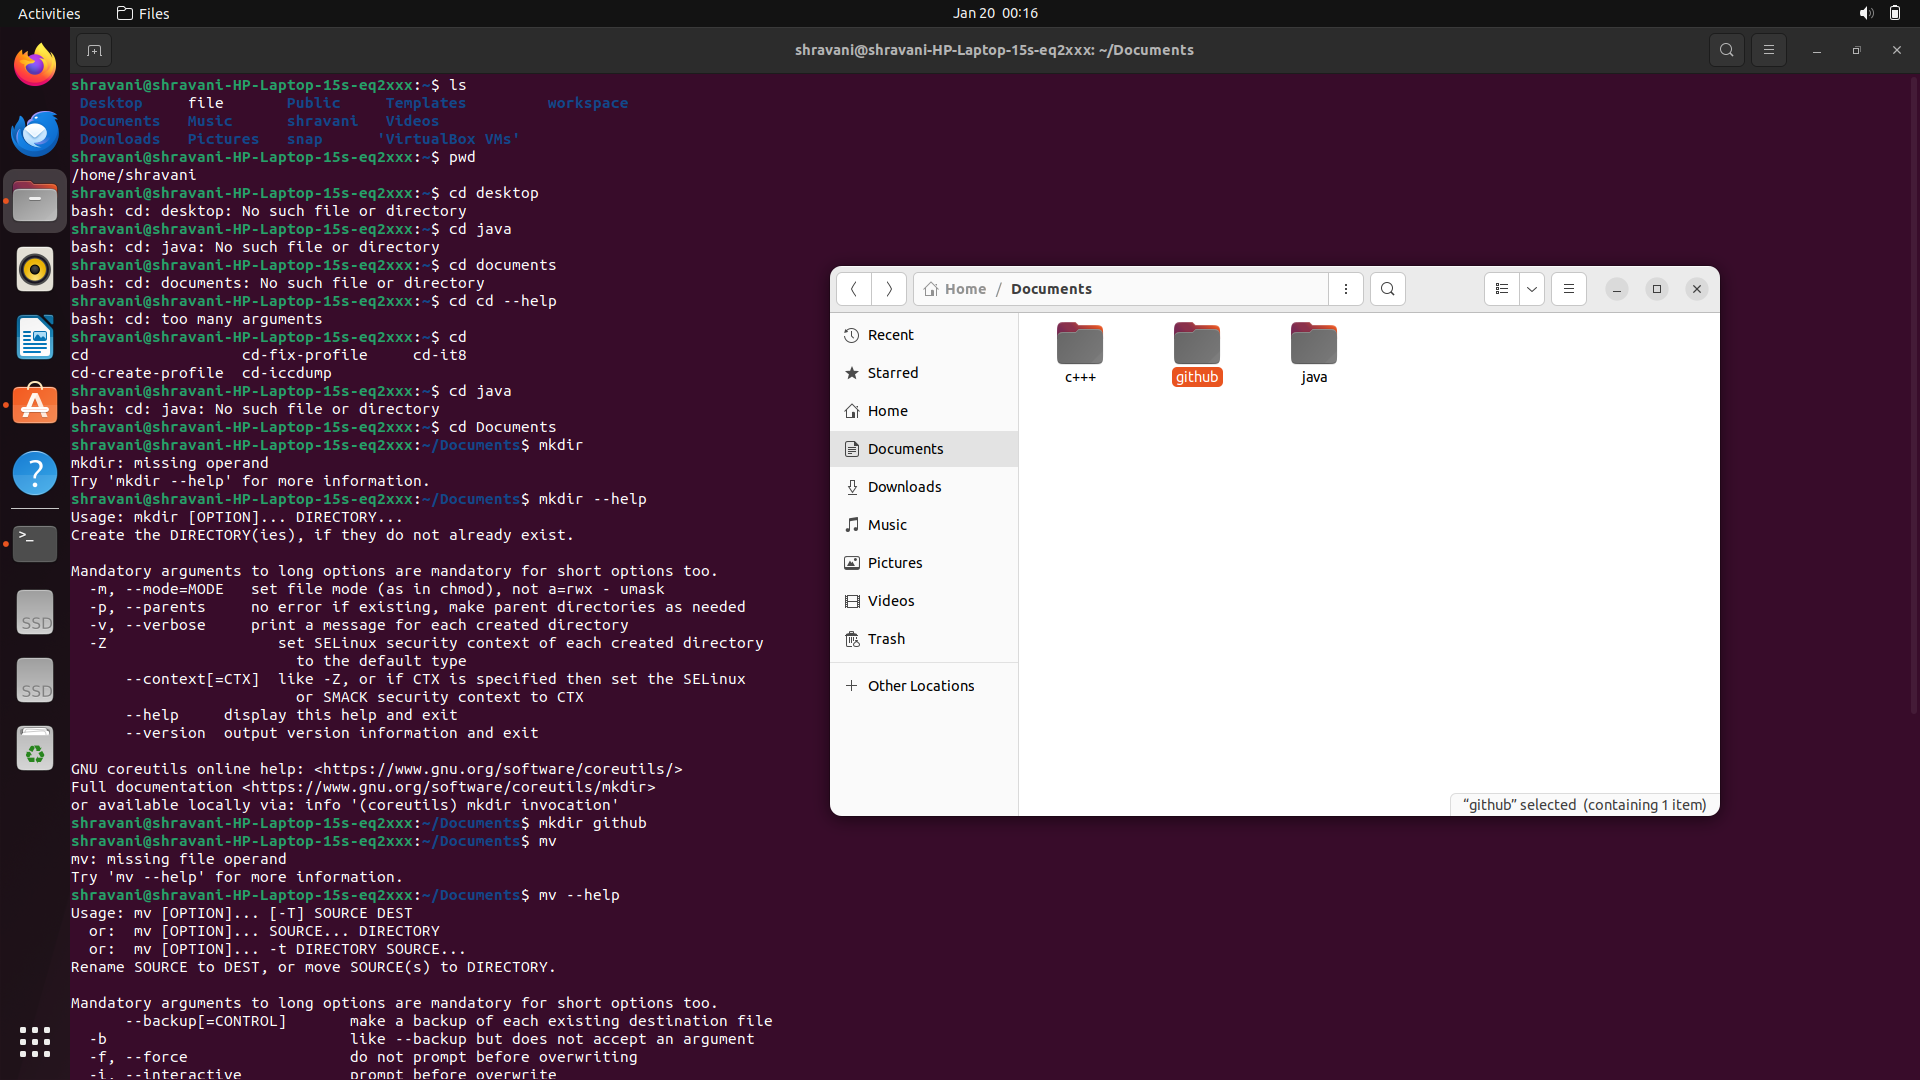 Activities Files Jan 20 00:16
shravani@shravani-HP-Laptop-15s-eq2xxx: ~/Documents
shravani@shravani-HP-Laptop-15s-eq2xxx:~$ ls
Desktop file Public Templates workspace
Documents Music shravani Videos
Downloads Pictures snap 'VirtualBox VMs'
shravani@shravani-HP-Laptop-15s-eq2xxx:~$ pwd
/home/shravani
shravani@shravani-HP-Laptop-15s-eq2xxx:~$ cd desktop
bash: cd: desktop: No such file or directory
shravani@shravani-HP-Laptop-15s-eq2xxx:~$ cd java
bash: cd: java: No such file or directory
shravani@shravani-HP-Laptop-15s-eq2xxx:~$ cd documents
bash: cd: documents: No such file or directory
shravani@shravani-HP-Laptop-15s-eq2xxx:~$ cd cd --help
bash: cd: too many arguments
shravani@shravani-HP-Laptop-15s-eq2xxx:~$ cd
cd cd-fix-profile cd-it8
cd-create-profile cd-iccdump
shravani@shravani-HP-Laptop-15s-eq2xxx:~$ cd java
bash: cd: java: No such file or directory
shravani@shravani-HP-Laptop-15s-eq2xxx:~$ cd Documents
shravani@shravani-HP-Laptop-15s-eq2xxx:~/Documents$ mkdir
mkdir: missing operand
Try 'mkdir --help' for more information.
shravani@shravani-HP-Laptop-15s-eq2xxx:~/Documents$ mkdir --help
Usage: mkdir [OPTION]... DIRECTORY...
Create the DIRECTORY(ies), if they do not already exist.
Mandatory arguments to long options are mandatory for short options too.
-m, --mode=MODE set file mode (as in chmod), not a=rwx - umask
-p, --parents no error if existing, make parent directories as needed
-v, --verbose print a message for each created directory
-Z set SELinux security context of each created directory
to the default type
--context[=CTX] like -Z, or if CTX is specified then set the SELinux
or SMACK security context to CTX
--help display this help and exit
--version output version information and exit
GNU coreutils online help: <https://www.gnu.org/software/coreutils/>
Full documentation <https://www.gnu.org/software/coreutils/mkdir>
or available locally via: info '(coreutils) mkdir invocation'
shravani@shravani-HP-Laptop-15s-eq2xxx:~/Documents$ mkdir github
shravani@shravani-HP-Laptop-15s-eq2xxx:~/Documents$ mv
mv: missing file operand
Try 'mv --help' for more information.
shravani@shravani-HP-Laptop-15s-eq2xxx:~/Documents$ mv --help
Usage: mv [OPTION]... [-T] SOURCE DEST
or: mv [OPTION]... SOURCE... DIRECTORY
or: mv [OPTION]... -t DIRECTORY SOURCE...
Rename SOURCE to DEST, or move SOURCE(s) to DIRECTORY.
Mandatory arguments to long options are mandatory for short options too.
--backup[=CONTROL] make a backup of each existing destination file
-b like --backup but does not accept an argument
-f, --force do not prompt before overwriting
-i, --interactive prompt before overwrite
Home / Documents
Recent
Starred
Home
Documents
Downloads
Music
Pictures
Videos
Trash
Other Locations
c+++ github java
“github” selected (containing 1 item)
SSD
SSD